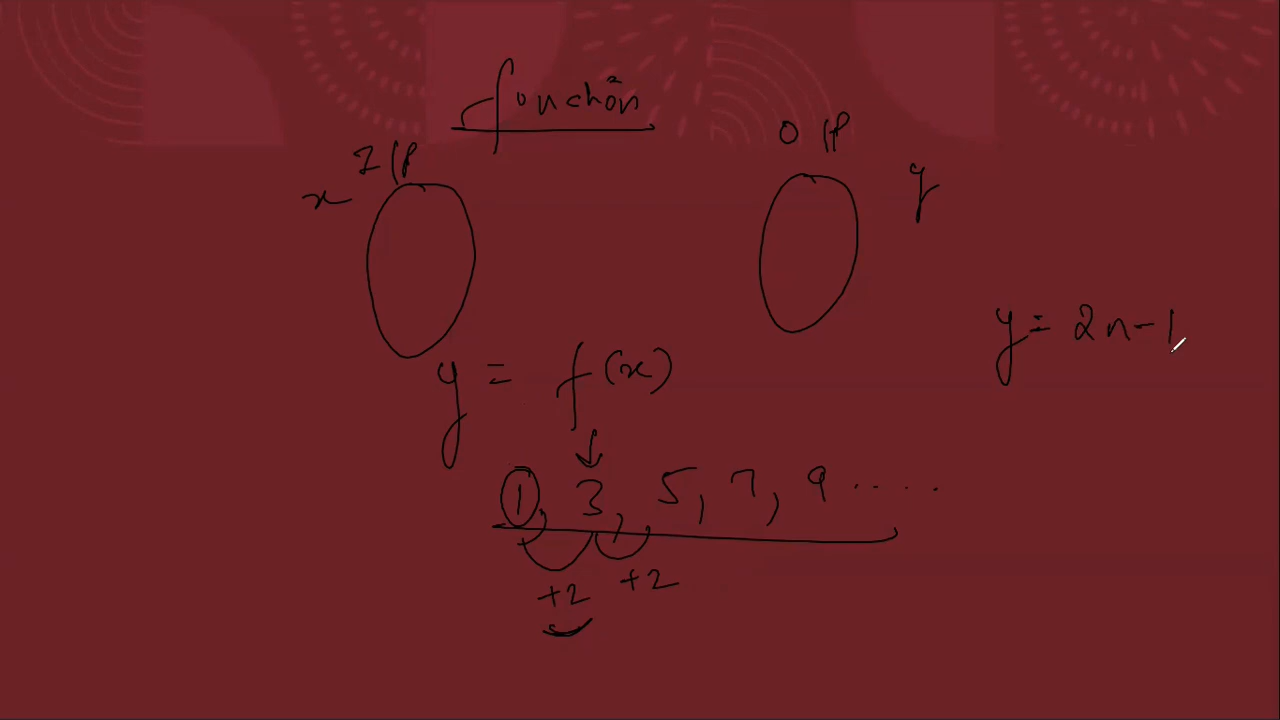 function
I/P
O/P
x
y
y = 2n-1
y = f(x)
1, 3, 5, 7, 9 .....
+2 +2